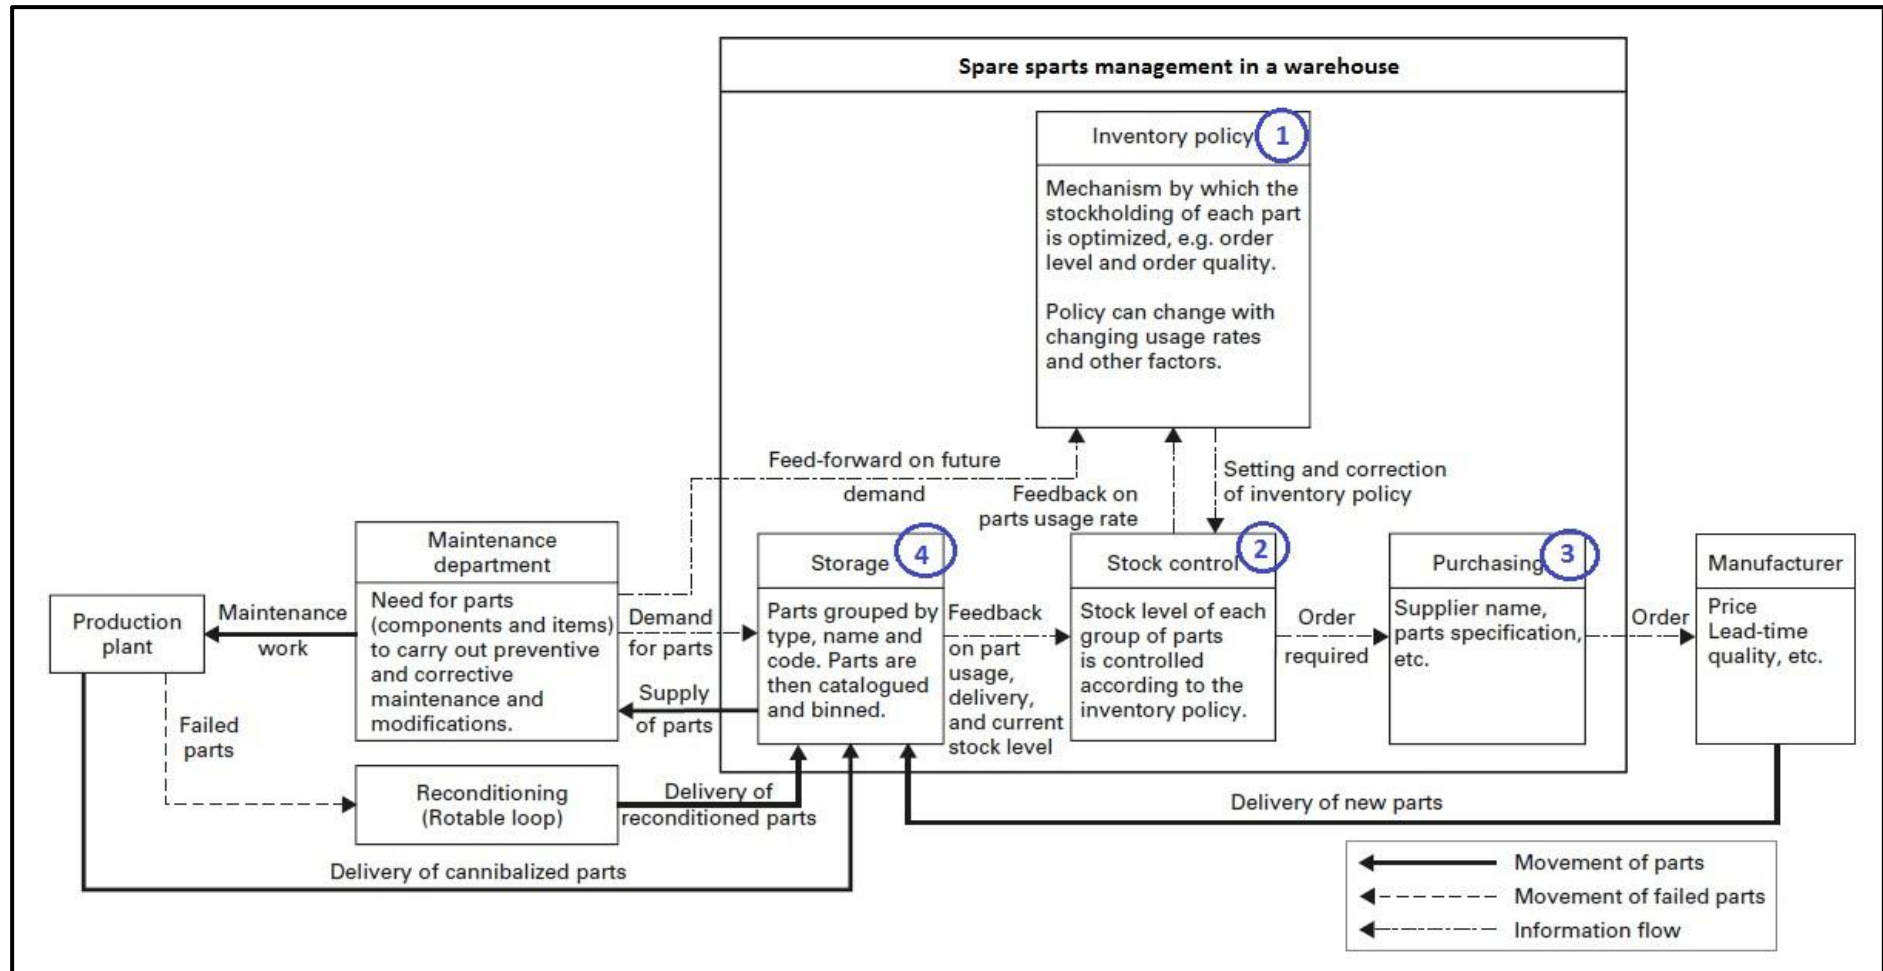 Spare sparts management in a warehouse
Inventory policy
1
Mechanism by which the
stockholding of each part
is optimized, e.g. order
level and order quality.
Policy can change with
changing usage rates
and other factors.
Feed-forward on future
demand
Feedback on
parts usage rate
Setting and correction
of inventory policy
Production
plant
Maintenance
work
Maintenance
department
Need for parts
(components and items)
to carry out preventive
and corrective
maintenance and
modifications.
Demand
for parts
Supply
of parts
Storage
4
Parts grouped by
type, name and
code. Parts are
then catalogued
and binned.
Feedback
on part
usage,
delivery,
and current
stock level
Stock control
2
Stock level of each
group of parts
is controlled
according to the
inventory policy.
Order
required
Purchasing
3
Supplier name,
parts specification,
etc.
Order
Manufacturer
Price
Lead-time
quality, etc.
Failed
parts
Reconditioning
(Rotable loop)
Delivery of
reconditioned parts
Delivery of new parts
Delivery of cannibalized parts
Movement of parts
Movement of failed parts
Information flow